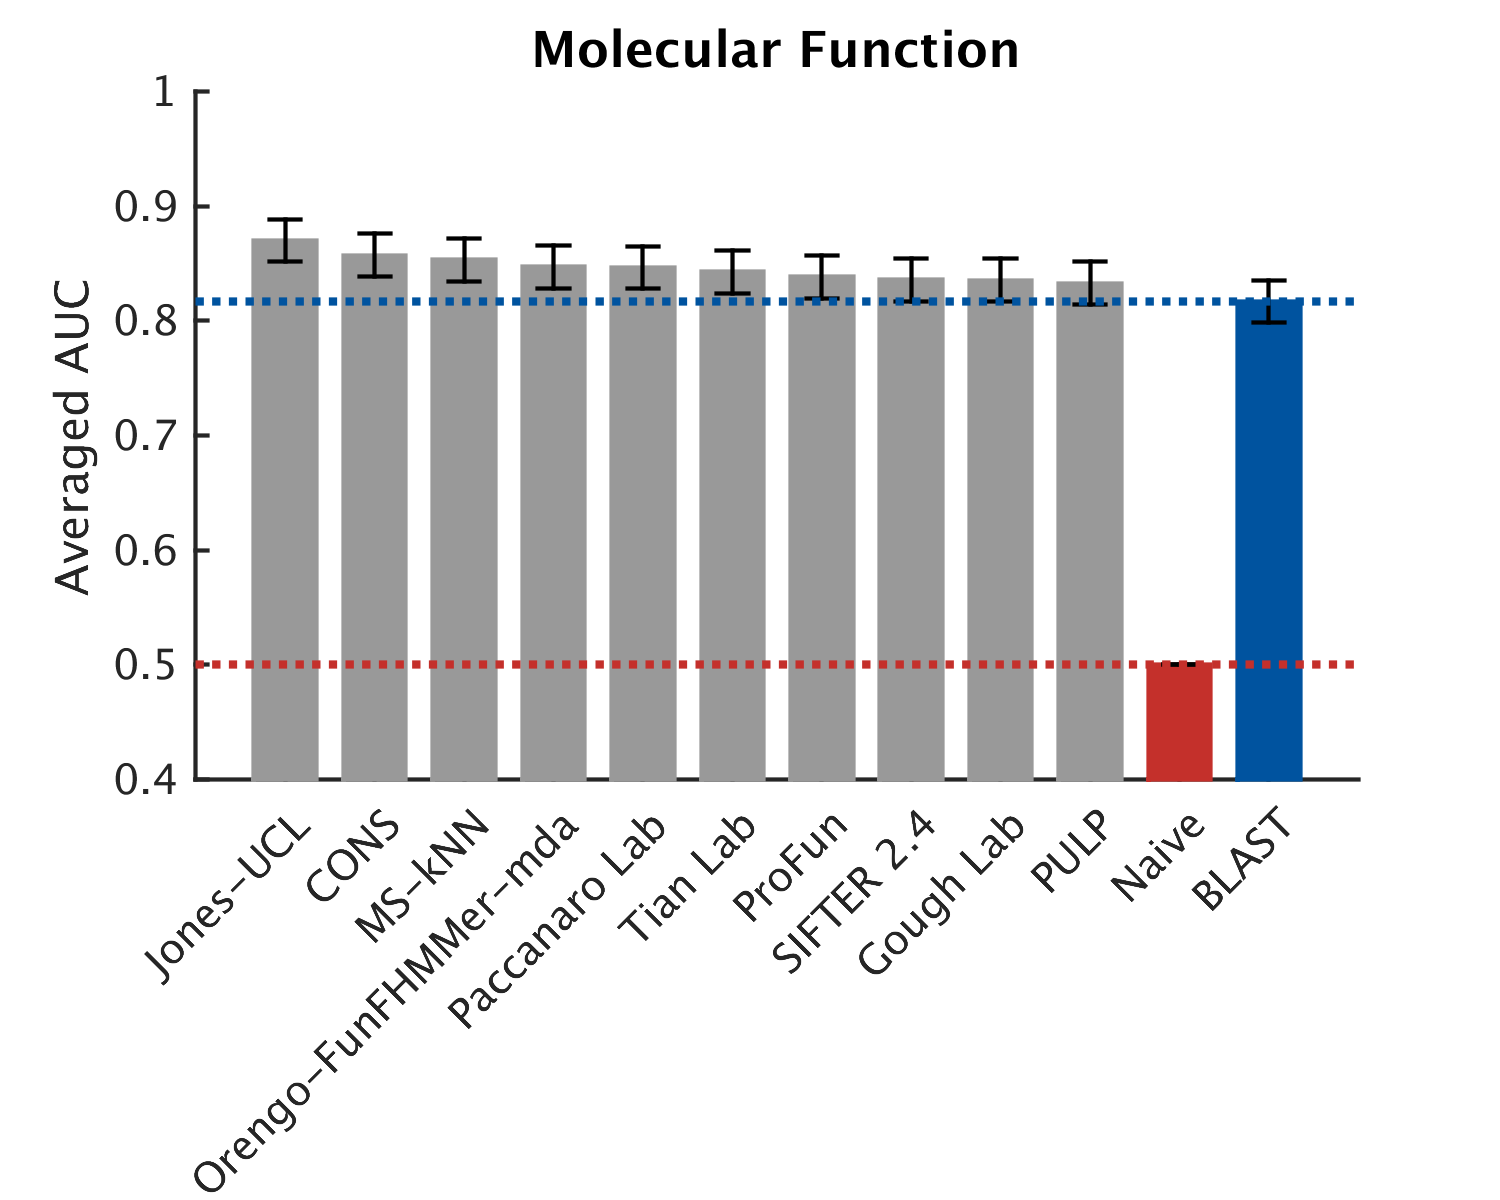 Molecular Function
Averaged AUC
1
0.9
0.8
0.7
0.6
0.5
0.4
Jones-UCL
CONS
MS-kNN
Orengo-FunFHMMer-mda
Paccanaro Lab
Tian Lab
ProFun
SIFTER 2.4
Gough Lab
PULP
Naive
BLAST